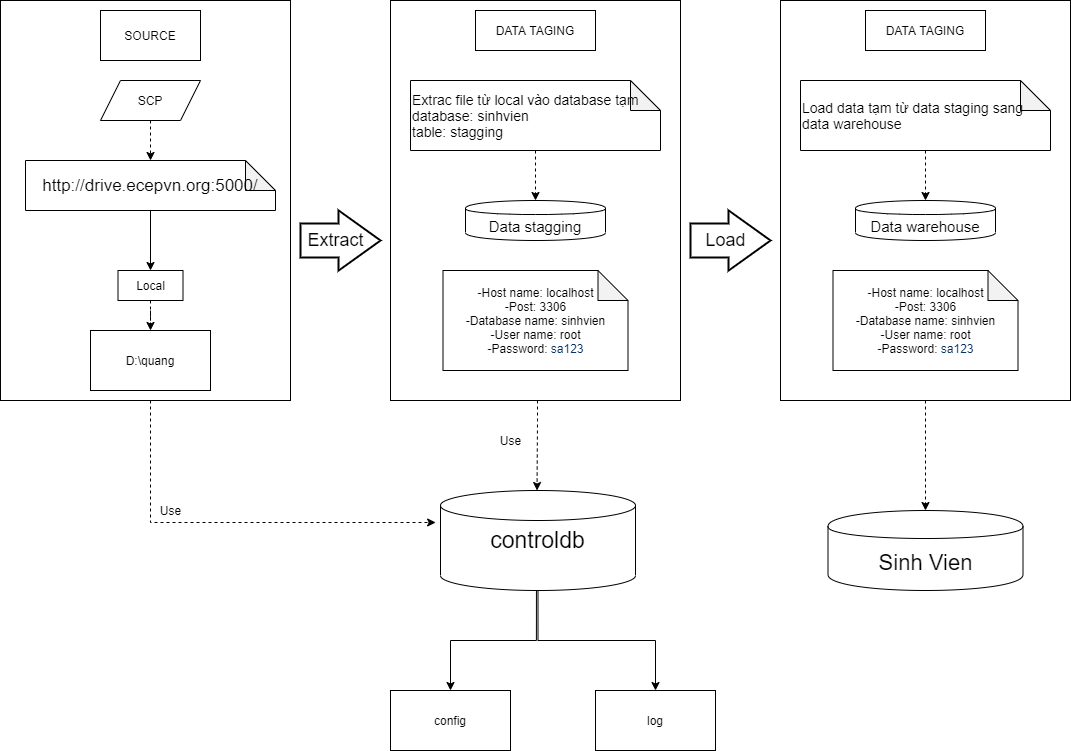 SOURCE
SCP
http://drive.ecepvn.org:5000/
Local
D:\quang
Extract
DATA TAGING
Extrac file từ local vào database tạm
database: sinhvien
table: stagging
Data stagging
-Host name: localhost
-Post: 3306
-Database name: sinhvien
-User name: root
-Password: sa123
Load
DATA TAGING
Load data tạm từ data staging sang
data warehouse
Data warehouse
-Host name: localhost
-Post: 3306
-Database name: sinhvien
-User name: root
-Password: sa123
Use
Use
controldb
Sinh Vien
config
log